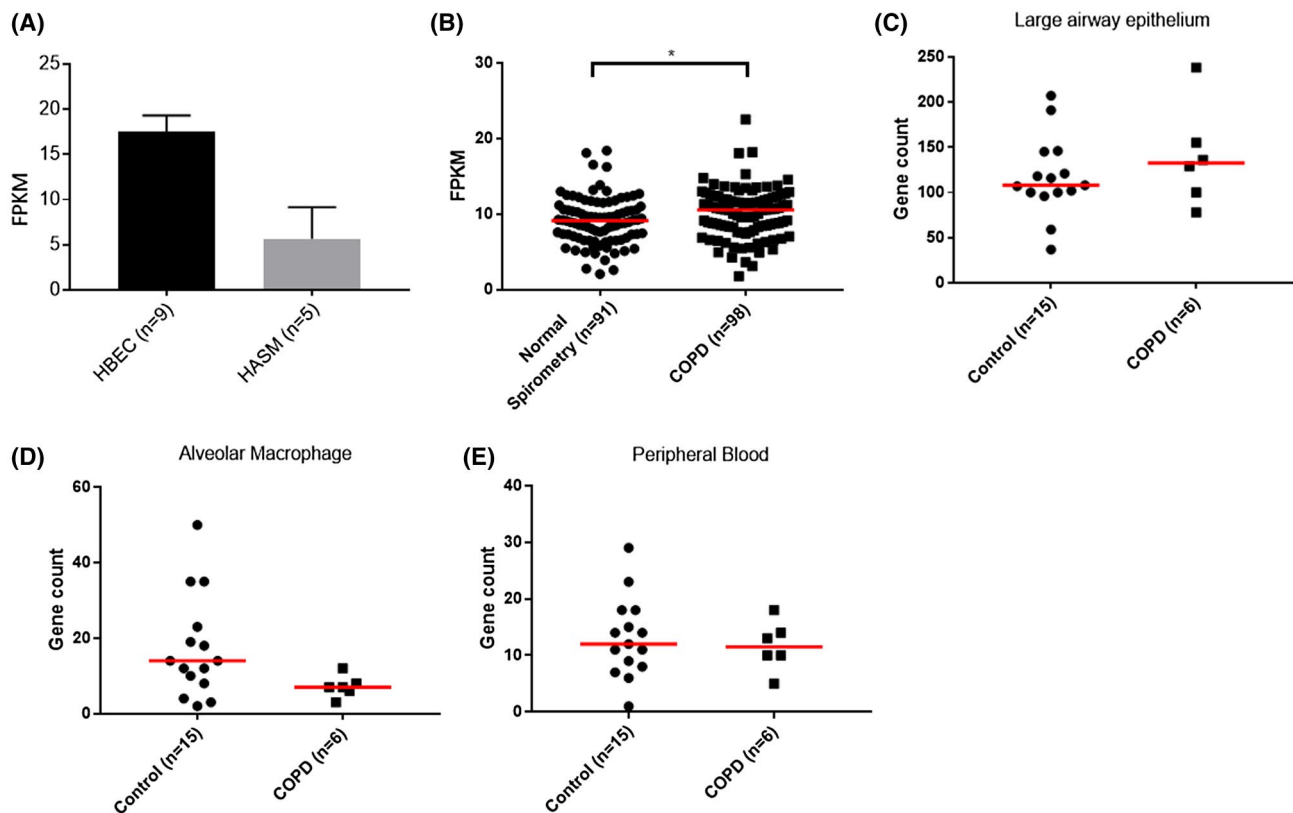 (A)
25
20
15
10
5
0
FPKM
HBEC (n=9)
HASM (n=5)
(B)
*
30
20
10
0
FPKM
Normal
Spirometry (n=91)
COPD (n=98)
(C)
Large airway epithelium
250
200
150
100
50
0
Gene count
Control (n=15)
COPD (n=6)
(D)
Alveolar Macrophage
60
40
20
0
Gene count
Control (n=15)
COPD (n=6)
(E)
Peripheral Blood
40
30
20
10
0
Gene count
Control (n=15)
COPD (n=6)